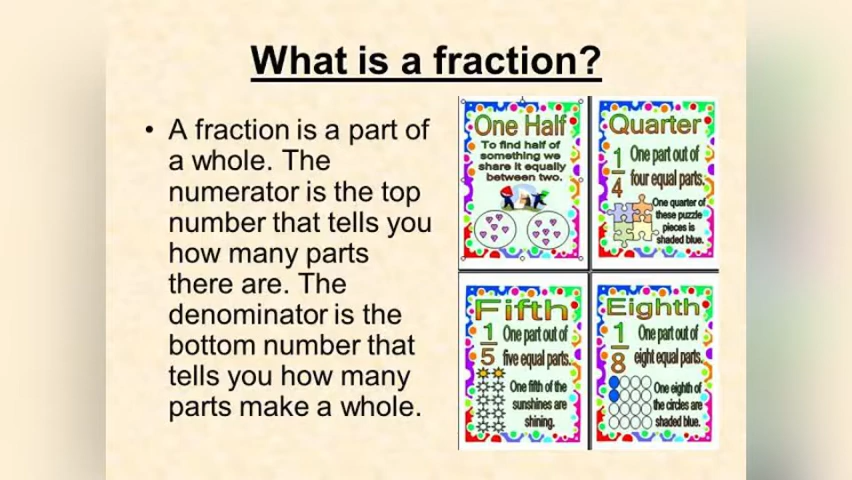 What is a fraction?
• A fraction is a part of
a whole. The
numerator is the top
number that tells you
how many parts
there are. The
denominator is the
bottom number that
tells you how many
parts make a whole.
One Half
To find half of
something we
share it equally
between two.
Quarter
1
4
One part out of
four equal parts.
One quarter of
these puzzle
pieces is
shaded blue.
Fifth
1
5
One part out of
five equal parts.
One fifth of the
sunshines are
shining.
Eighth
1
8
One part out of
eight equal parts.
One eighth of
the circles are
shaded blue.